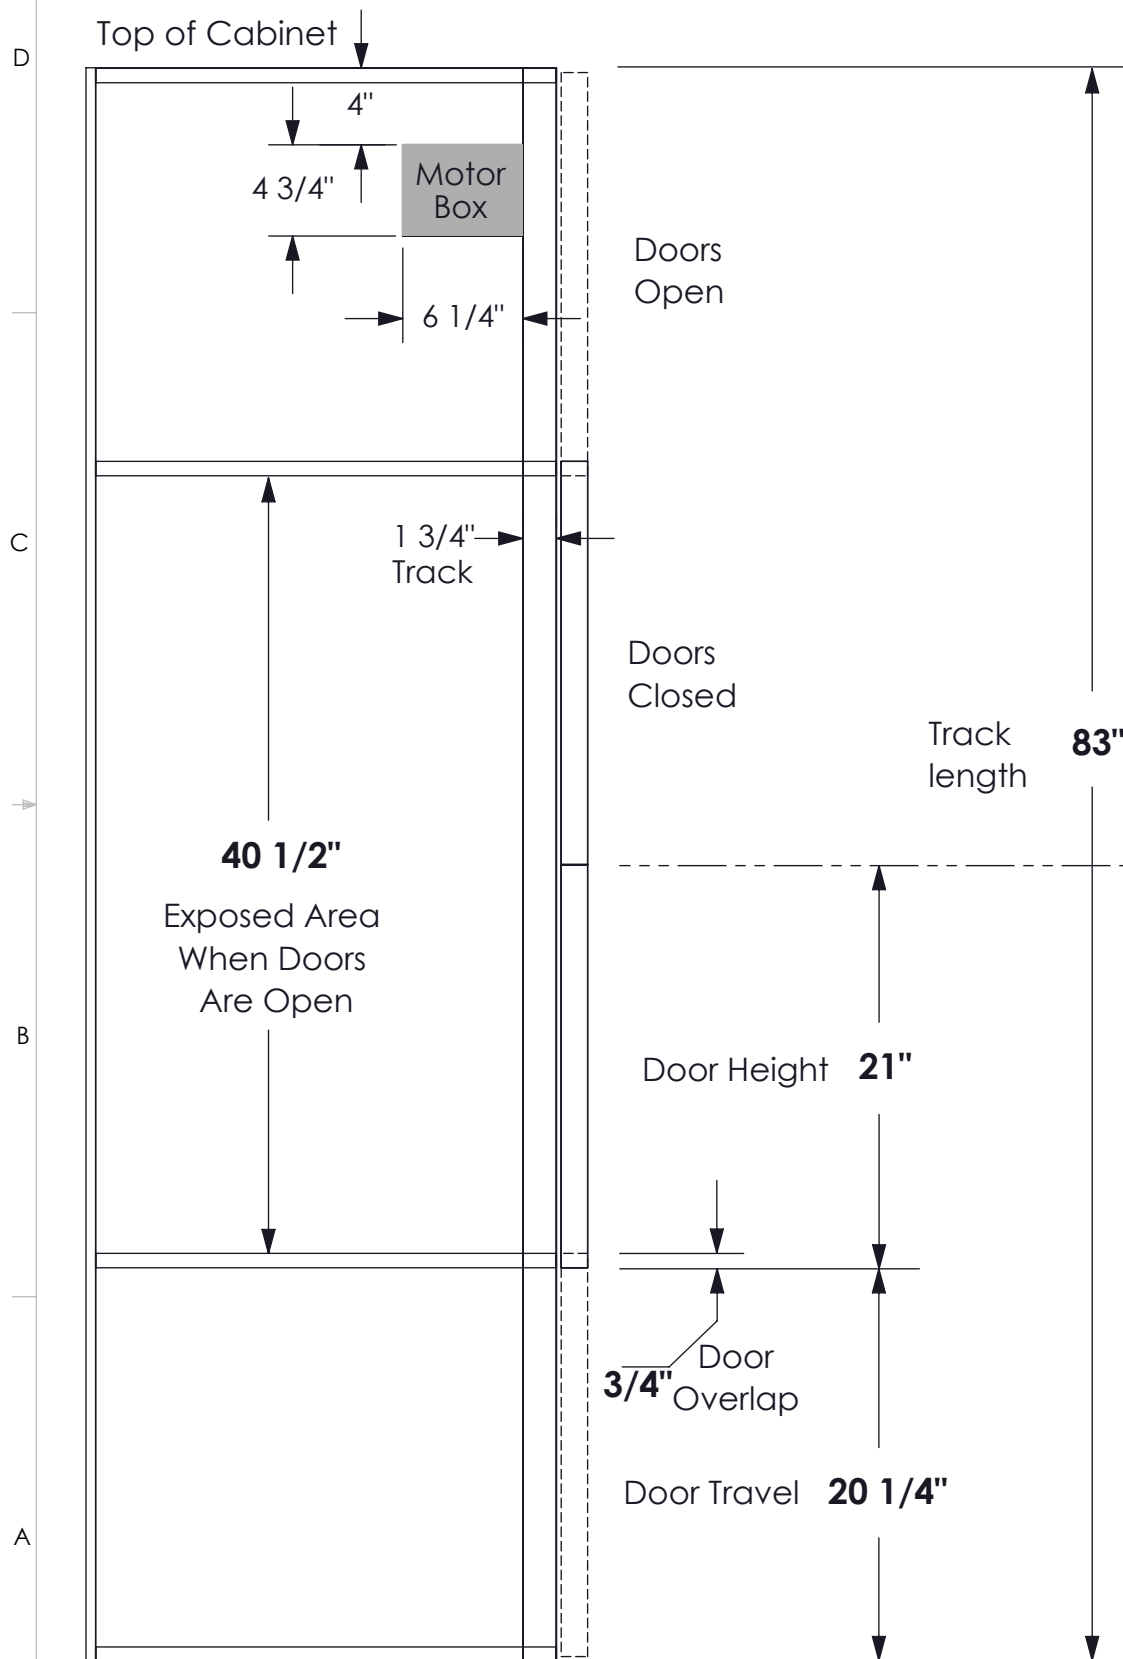 D
Top of Cabinet
4"
4 3/4"
Motor
Box
6 1/4"
Doors
Open
C
1 3/4"
Track
Doors
Closed
Track
length
83"
40 1/2"
Exposed Area
When Doors
Are Open
B
Door Height 21"
Door
Overlap
3/4"
Door Travel 20 1/4"
A